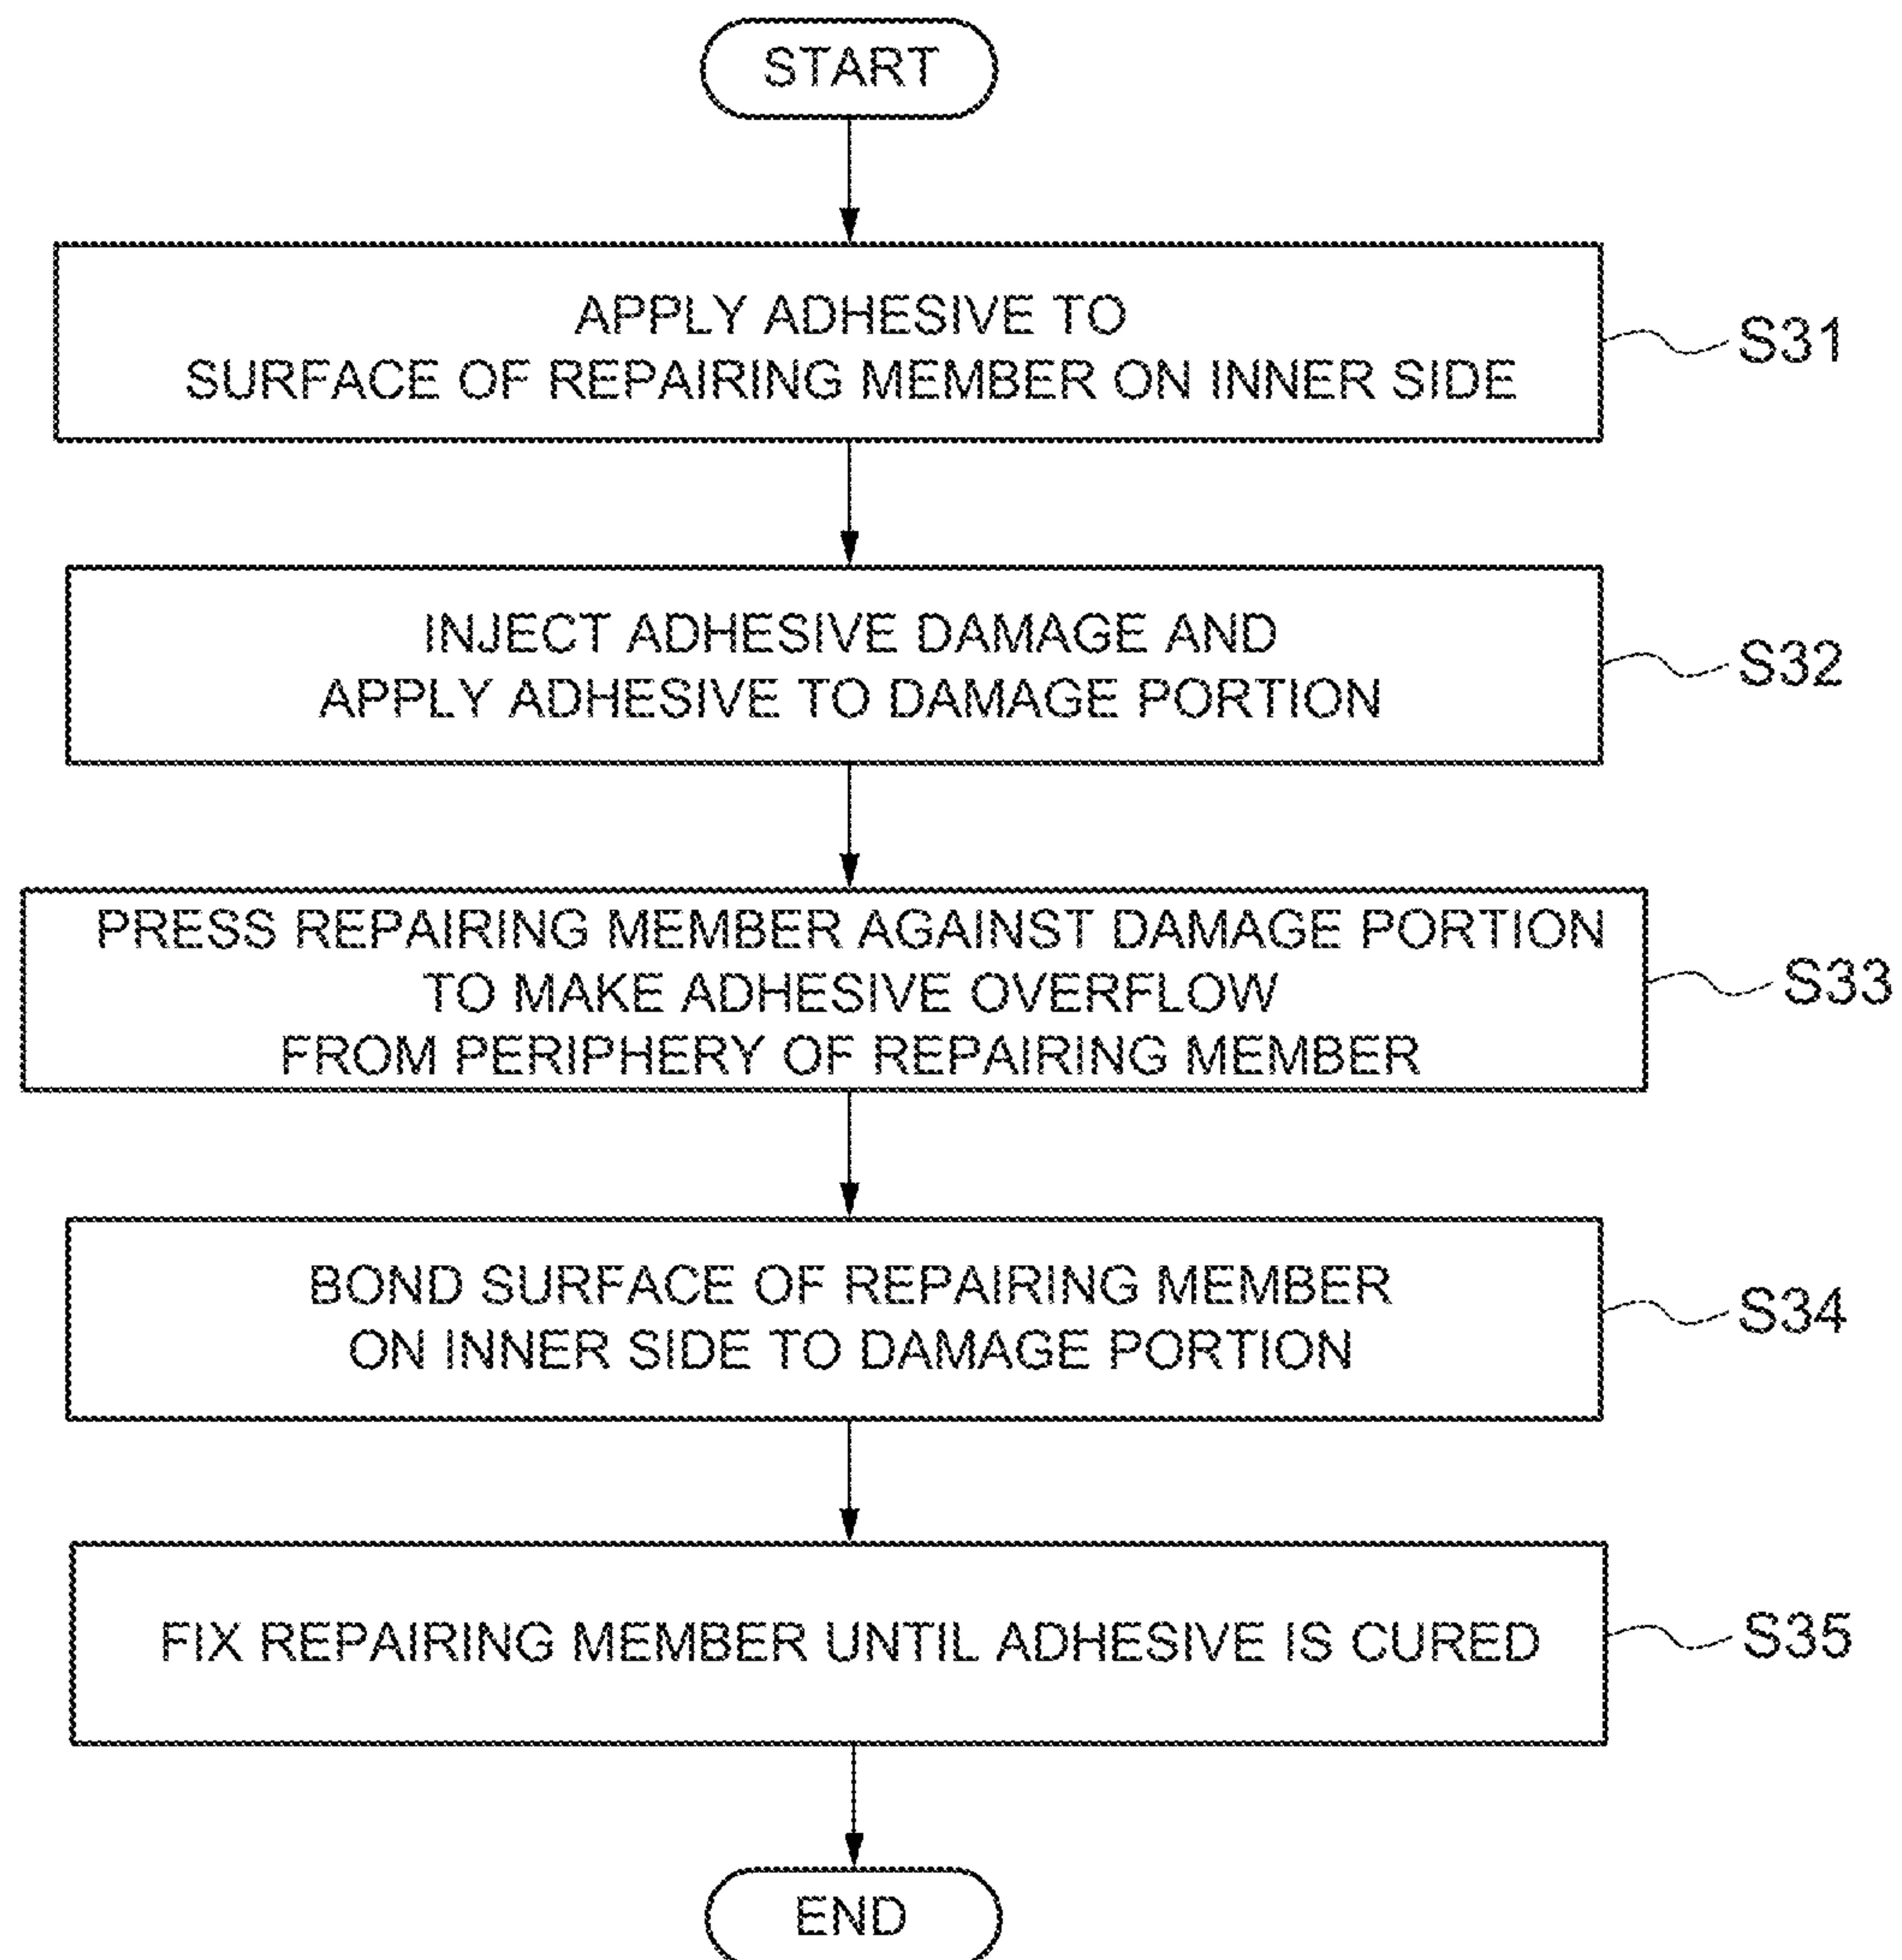 START
APPLY ADHESIVE TO
SURFACE OF REPAIRING MEMBER ON INNER SIDE
S31
INJECT ADHESIVE DAMAGE AND
APPLY ADHESIVE TO DAMAGE PORTION
S32
PRESS REPAIRING MEMBER AGAINST DAMAGE PORTION
TO MAKE ADHESIVE OVERFLOW
FROM PERIPHERY OF REPAIRING MEMBER
S33
BOND SURFACE OF REPAIRING MEMBER
ON INNER SIDE TO DAMAGE PORTION
S34
FIX REPAIRING MEMBER UNTIL ADHESIVE IS CURED
S35
END